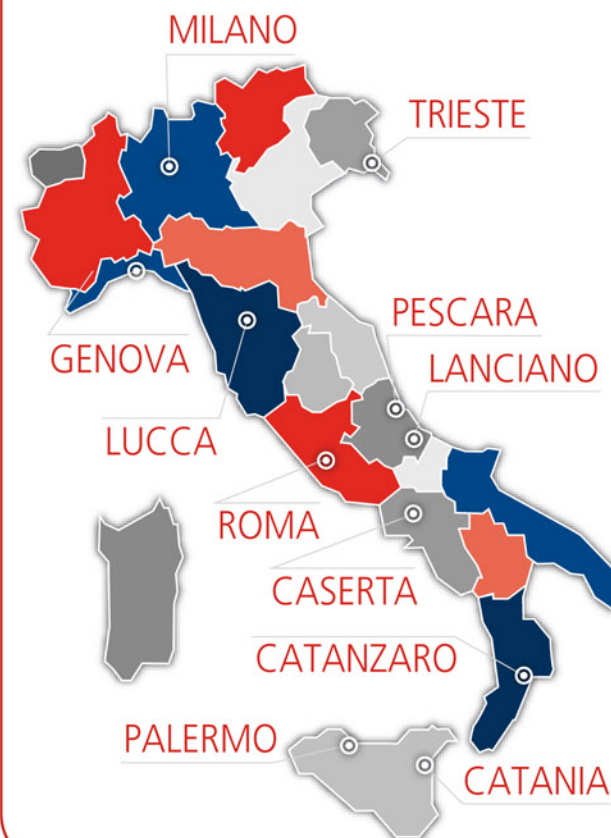 MILANO
TRIESTE
PESCARA
GENOVA
LANCIANO
LUCCA
ROMA
CASERTA
CATANZARO
PALERMO
CATANIA